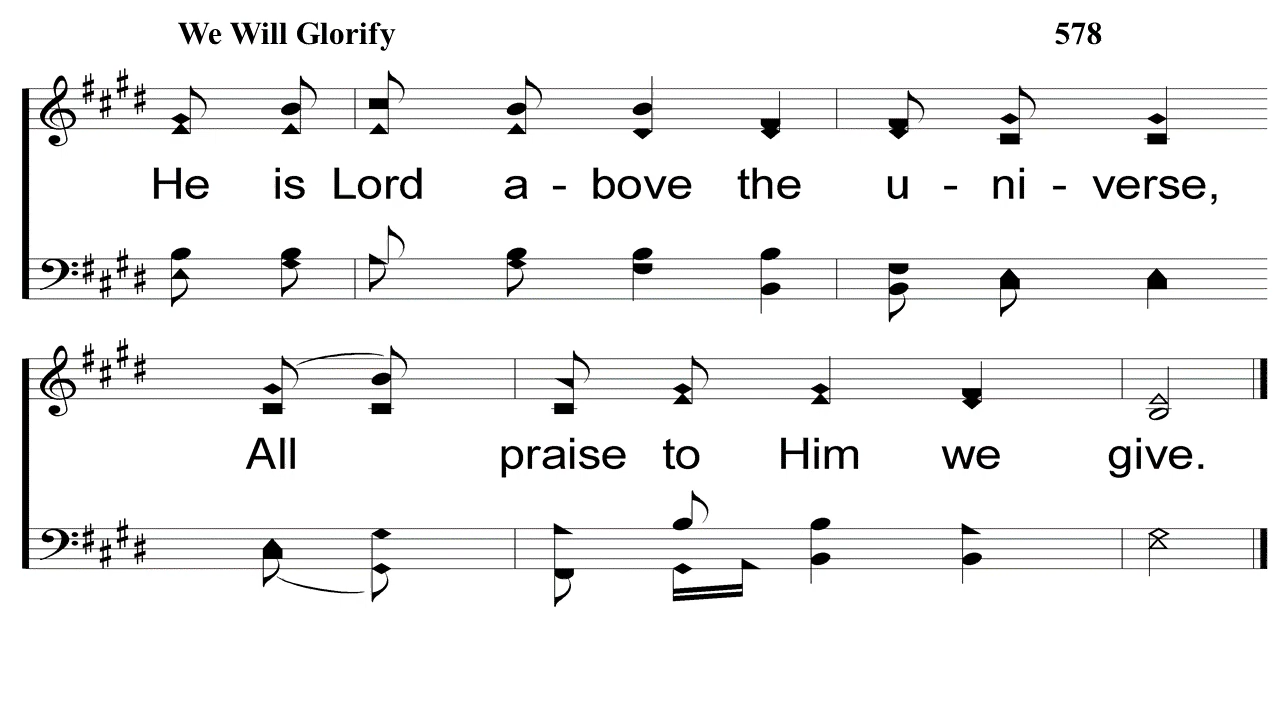 We Will Glorify 578
He is Lord a - bove the u - ni - verse,
All praise to Him we give.